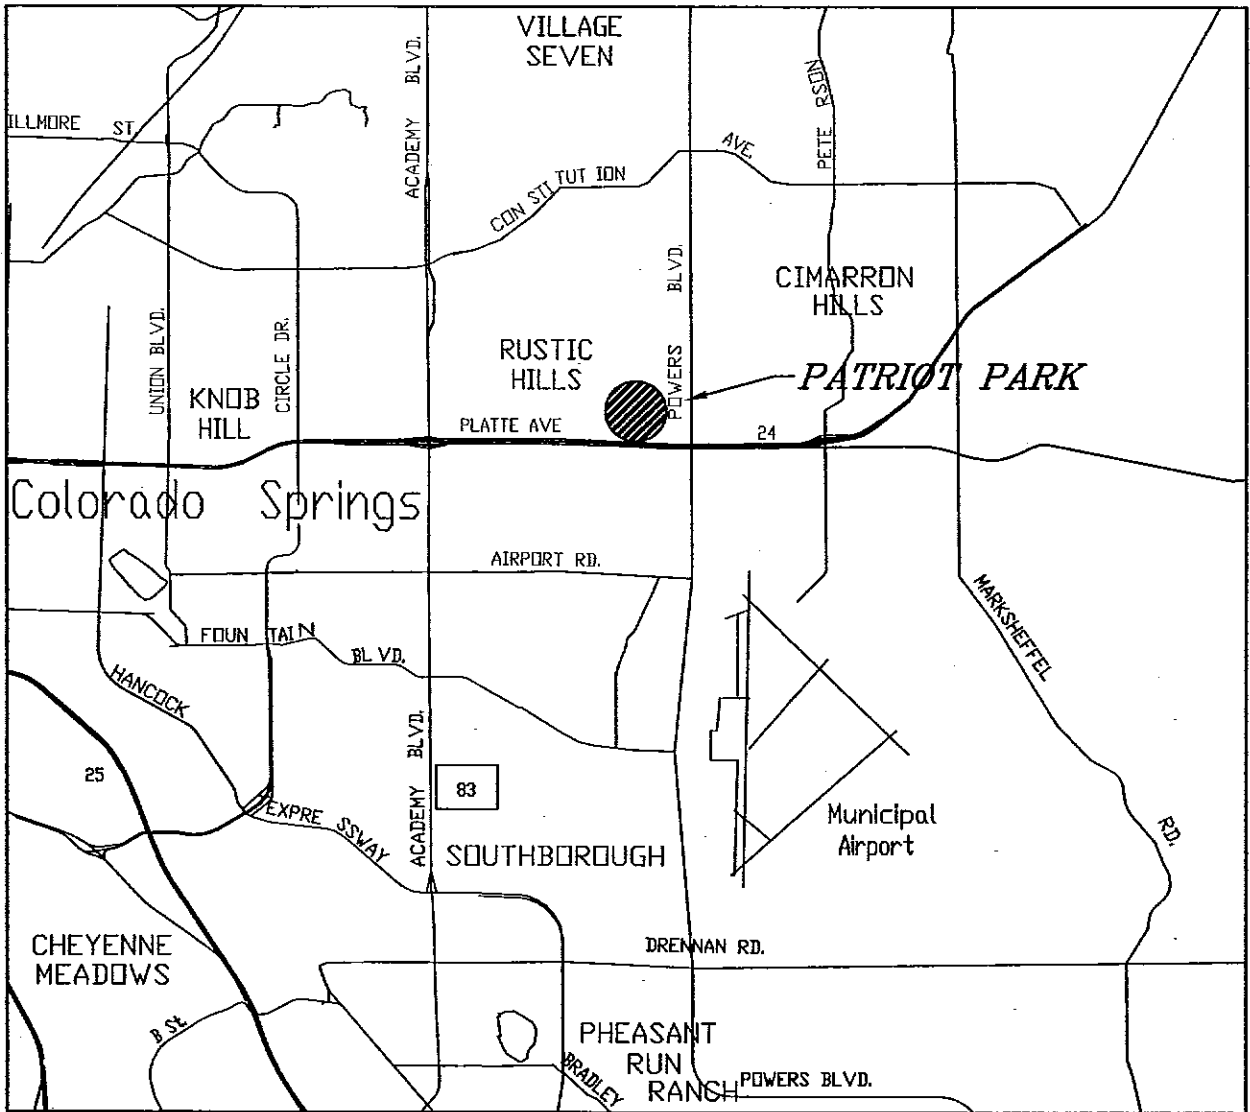 VILLAGE
SEVEN
ACADEMY BLVD.
PETE RSON
ILLMORE ST.
AVE.
CON STI TUT ION
POWERS BLVD.
CIMARRON
HILLS
UNION BLVD.
CIRCLE DR.
RUSTIC
HILLS
KNOB
HILL
PATRIOT PARK
PLATTE AVE
24
Colorado Springs
AIRPORT RD.
MARKSHEFFEL RD.
FOUN TAIN BL VD.
HANCOCK
25
ACADEMY BLVD.
83
EXPRE SSWAY
Municipal
Airport
SOUTHBOROUGH
CHEYENNE
MEADOWS
DRENNAN RD.
B St
PHEASANT
RUN
RANCH
BRADLEY
POWERS BLVD.